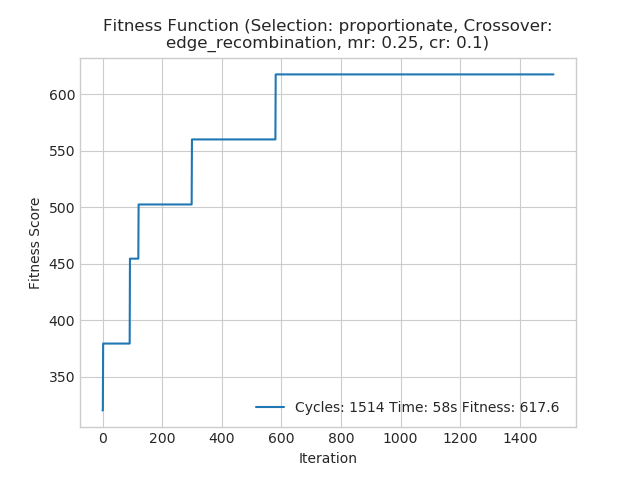 Fitness Function (Selection: proportionate, Crossover:
edge_recombination, mr: 0.25, cr: 0.1)
Fitness Score
600
550
500
450
400
350
Cycles: 1514 Time: 58s Fitness: 617.6
0 200 400 600 800 1000 1200 1400
Iteration